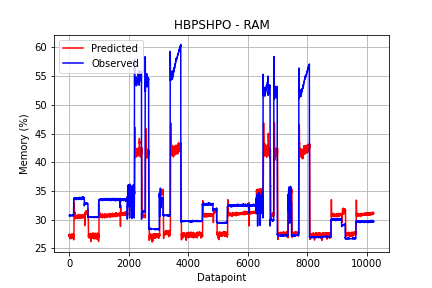 HBPSHPO - RAM
Predicted
Observed
Memory (%)
60
55
50
45
40
35
30
25
0
2000
4000
6000
8000
10000
Datapoint